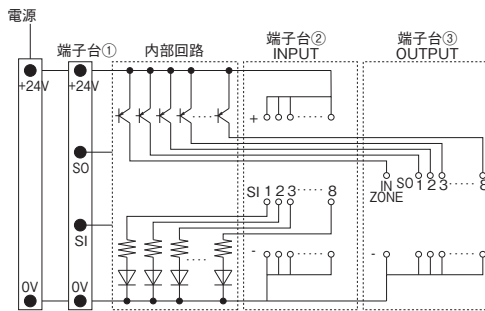 電源
端子台① 内部回路 端子台② 端子台③
INPUT OUTPUT
+24V +24V
+
SO
IN SO 1 2 3 8
ZONE
SI 1 2 3 8
SI
- -
0V 0V